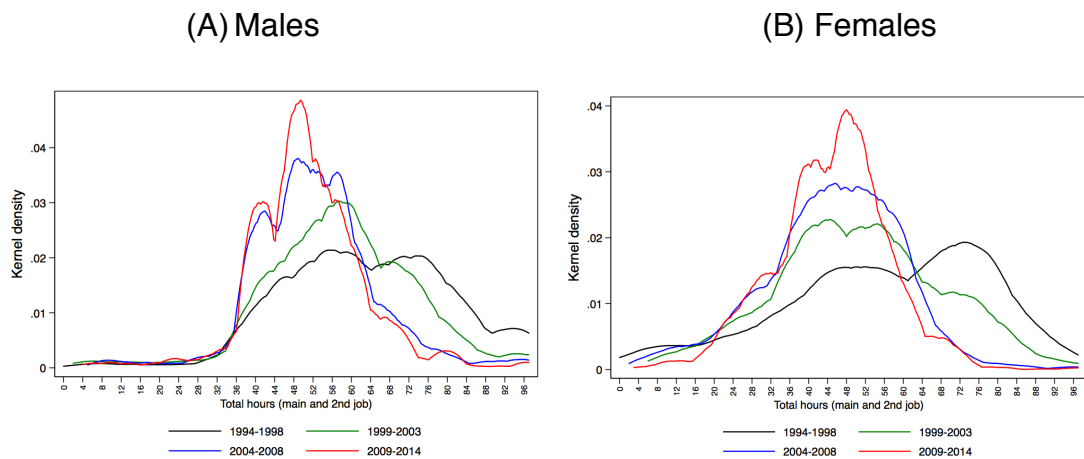 (A) Males
Kernel density
.04
.03
.02
.01
0
0 4 8 12 16 20 24 28 32 36 40 44 48 52 56 60 64 68 72 76 80 84 88 92 96
Total hours (main and 2nd job)
1994-1998 1999-2003
2004-2008 2009-2014
(B) Females
Kernel density
.04
.03
.02
.01
0
0 4 8 12 16 20 24 28 32 36 40 44 48 52 56 60 64 68 72 76 80 84 88 92 96
Total hours (main and 2nd job)
1994-1998 1999-2003
2004-2008 2009-2014